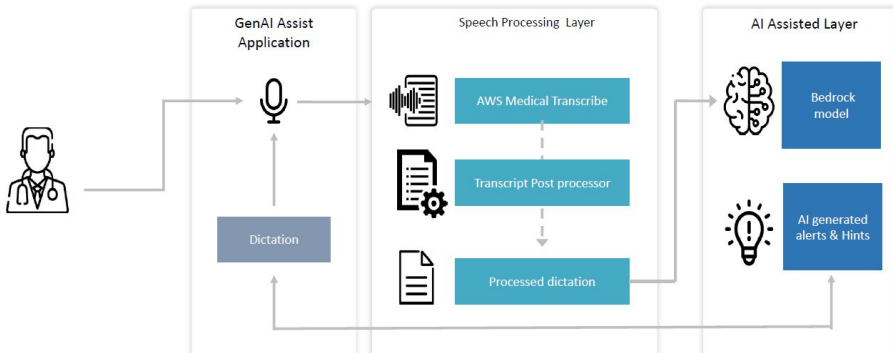 GenAI Assist
Application
Speech Processing Layer
AI Assisted Layer
AWS Medical Transcribe
Bedrock
model
Transcript Post processor
Dictation
AI generated
alerts & Hints
Processed dictation